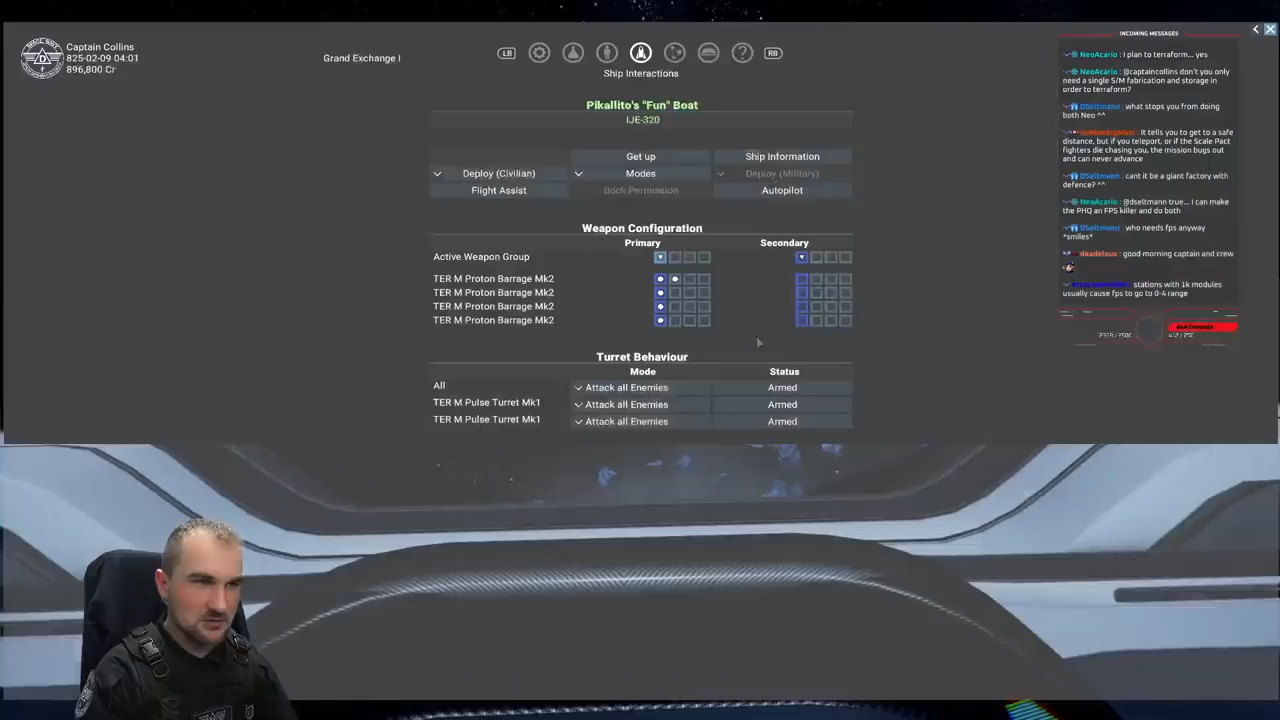 Captain Collins
825-02-09 04:01
896,800 Cr
Grand Exchange I
LB
RB
Ship Interactions
Pikallito's "Fun" Boat
IJE-320
Get up
Ship Information
Deploy (Civilian)
Modes
Deploy (Military)
Flight Assist
Dock Permission
Autopilot
Weapon Configuration
Primary
Secondary
Active Weapon Group
TER M Proton Barrage Mk2
TER M Proton Barrage Mk2
TER M Proton Barrage Mk2
TER M Proton Barrage Mk2
Turret Behaviour
Mode
Status
All
Attack all Enemies
Armed
TER M Pulse Turret Mk1
Attack all Enemies
Armed
TER M Pulse Turret Mk1
Attack all Enemies
Armed
INCOMING MESSAGES
NeoAcario : I plan to terraform... yes
NeoAcario : @captaincollins don't you only
need a single S/M fabrication and storage in
order to terraform?
DSeltmann : what stops you from doing
both Neo ^^
: It tells you to get to a safe
distance, but if you teleport, or if the Scale Pact
fighters die chasing you, the mission bugs out
and can never advance
DSeltmann : cant it be a giant factory with
defence? ^^
NeoAcario : @dseltmann true... I can make
the PHQ an FPS killer and do both
DSeltmann : who needs fps anyway
*smiles*
deadelous : good morning captain and crew
: stations with 1k modules
usually cause fps to go to 0-4 range